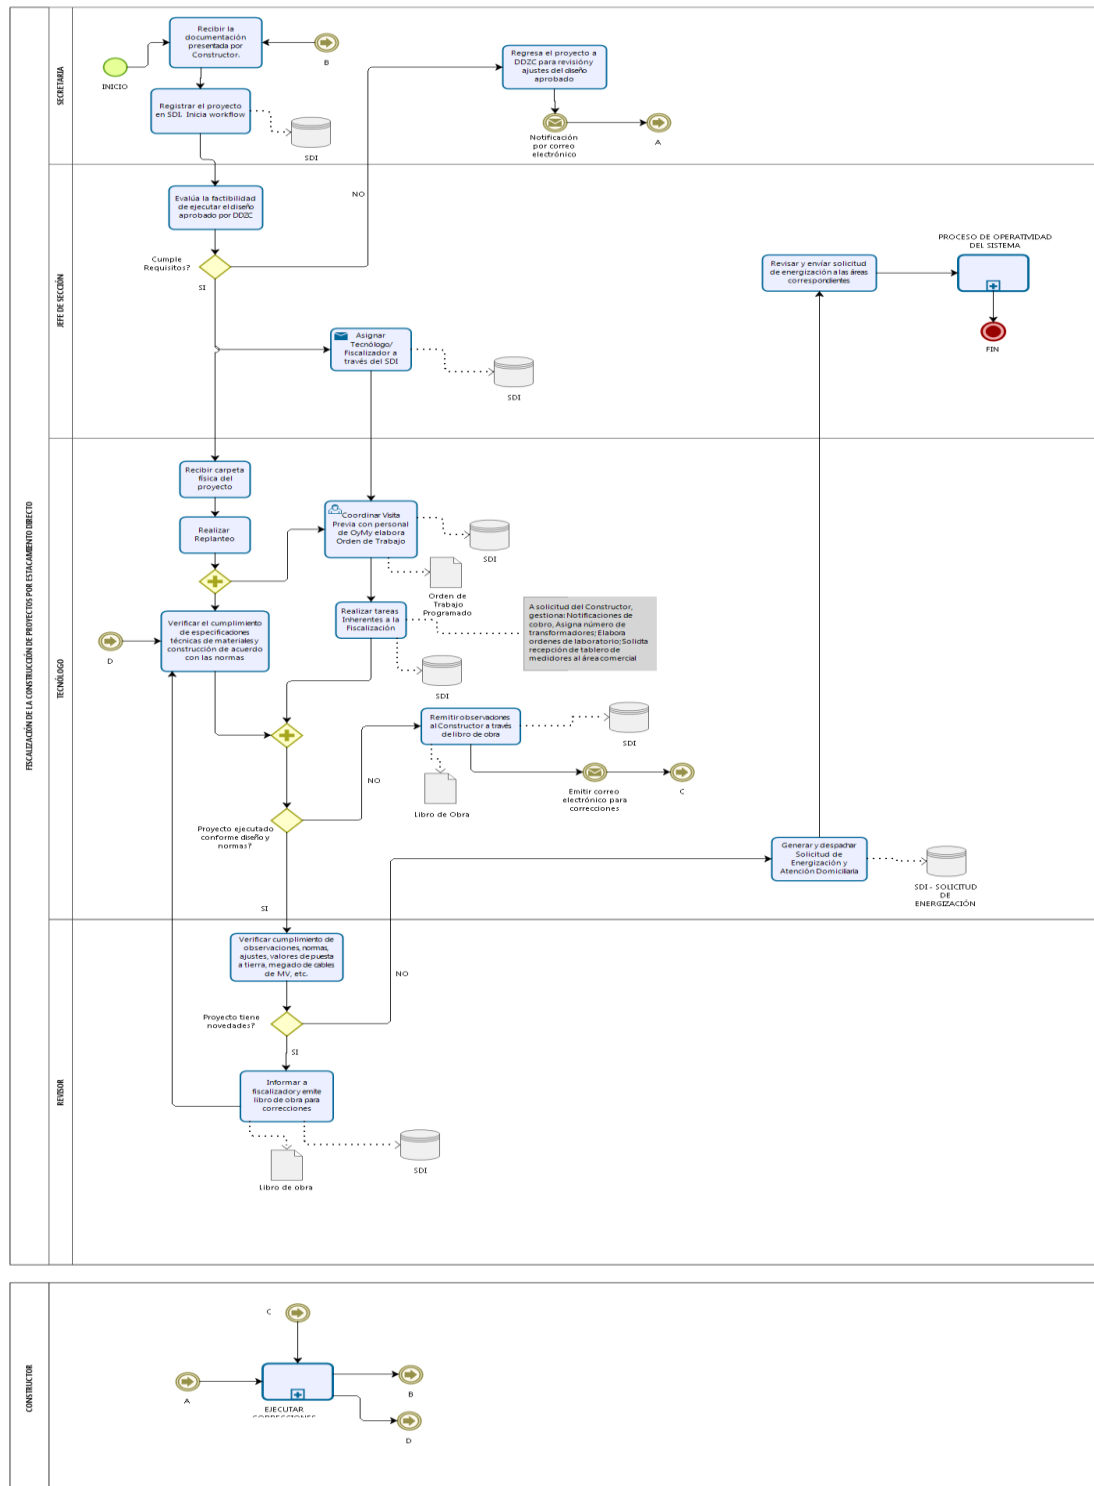 FISCALIZACIÓN DE LA CONSTRUCCIÓN DE PROYECTOS POR ESTACAMIENTO DIRECTO
SECRETARIA
INICIO
Recibir la
documentación
presentada por
Constructor.
B
Registrar el proyecto
en SDI. Inicia workflow
SDI
Regresa el proyecto a
DDZC para revisión y
ajustes del diseño
aprobado
Notificación
por correo
electrónico
A
JEFE DE SECCIÓN
Evalúa la factibilidad
de ejecutar el diseño
aprobado por DDZC
Cumple
Requisitos?
NO
SI
Asignar
Tecnólogo/
Fiscalizador a
través del SDI
SDI
Revisar y envíar solicitud
de energización a las áreas
correspondientes
PROCESO DE OPERATIVIDAD
DEL SISTEMA
FIN
TECNÓLOGO
Recibir carpeta
física del
proyecto
Realizar
Replanteo
Coordinar Visita
Previa con personal
de OyMy elabora
Orden de Trabajo
SDI
Orden de
Trabajo
Programado
D
Verificar el cumplimiento
de especificaciones
técnicas de materiales y
construcción de acuerdo
con las normas
Realizar tareas
Inherentes a la
Fiscalización
SDI
A solicitud del Constructor,
gestiona: Notificaciones de
cobro, Asigna número de
transformadores; Elabora
ordenes de laboratorio; Solicita
recepción de tablero de
medidores al área comercial
Remitir observaciones
al Constructor a través
de libro de obra
SDI
Libro de Obra
Emitir correo
electrónico para
correcciones
C
NO
Proyecto ejecutado
conforme diseño y
normas?
SI
Generar y despachar
Solicitud de
Energización y
Atención Domiciliaria
SDI - SOLICITUD
DE
ENERGIZACIÓN
REVISOR
Verificar cumplimiento de
observaciones, normas,
ajustes, valores de puesta
a tierra, megado de cables
de MV, etc.
NO
Proyecto tiene
novedades?
SI
Informar a
fiscalizador y emite
libro de obra para
correcciones
SDI
Libro de obra
CONSTRUCTOR
C
A
EJECUTAR
CORRECCIONES
B
D